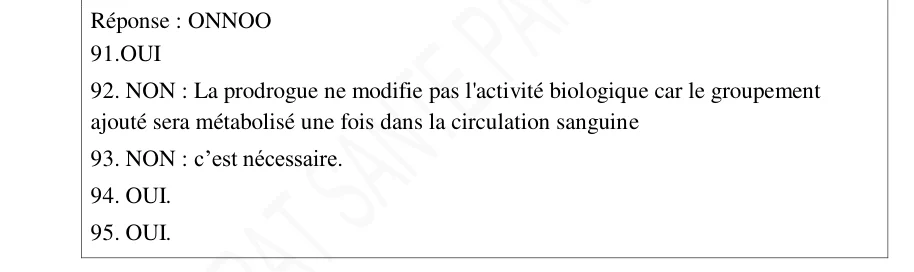 Réponse : ONNOO
91.OUI
92. NON : La prodrogue ne modifie pas l'activité biologique car le groupement
ajouté sera métabolisé une fois dans la circulation sanguine
93. NON : c’est nécessaire.
94. OUI.
95. OUI.